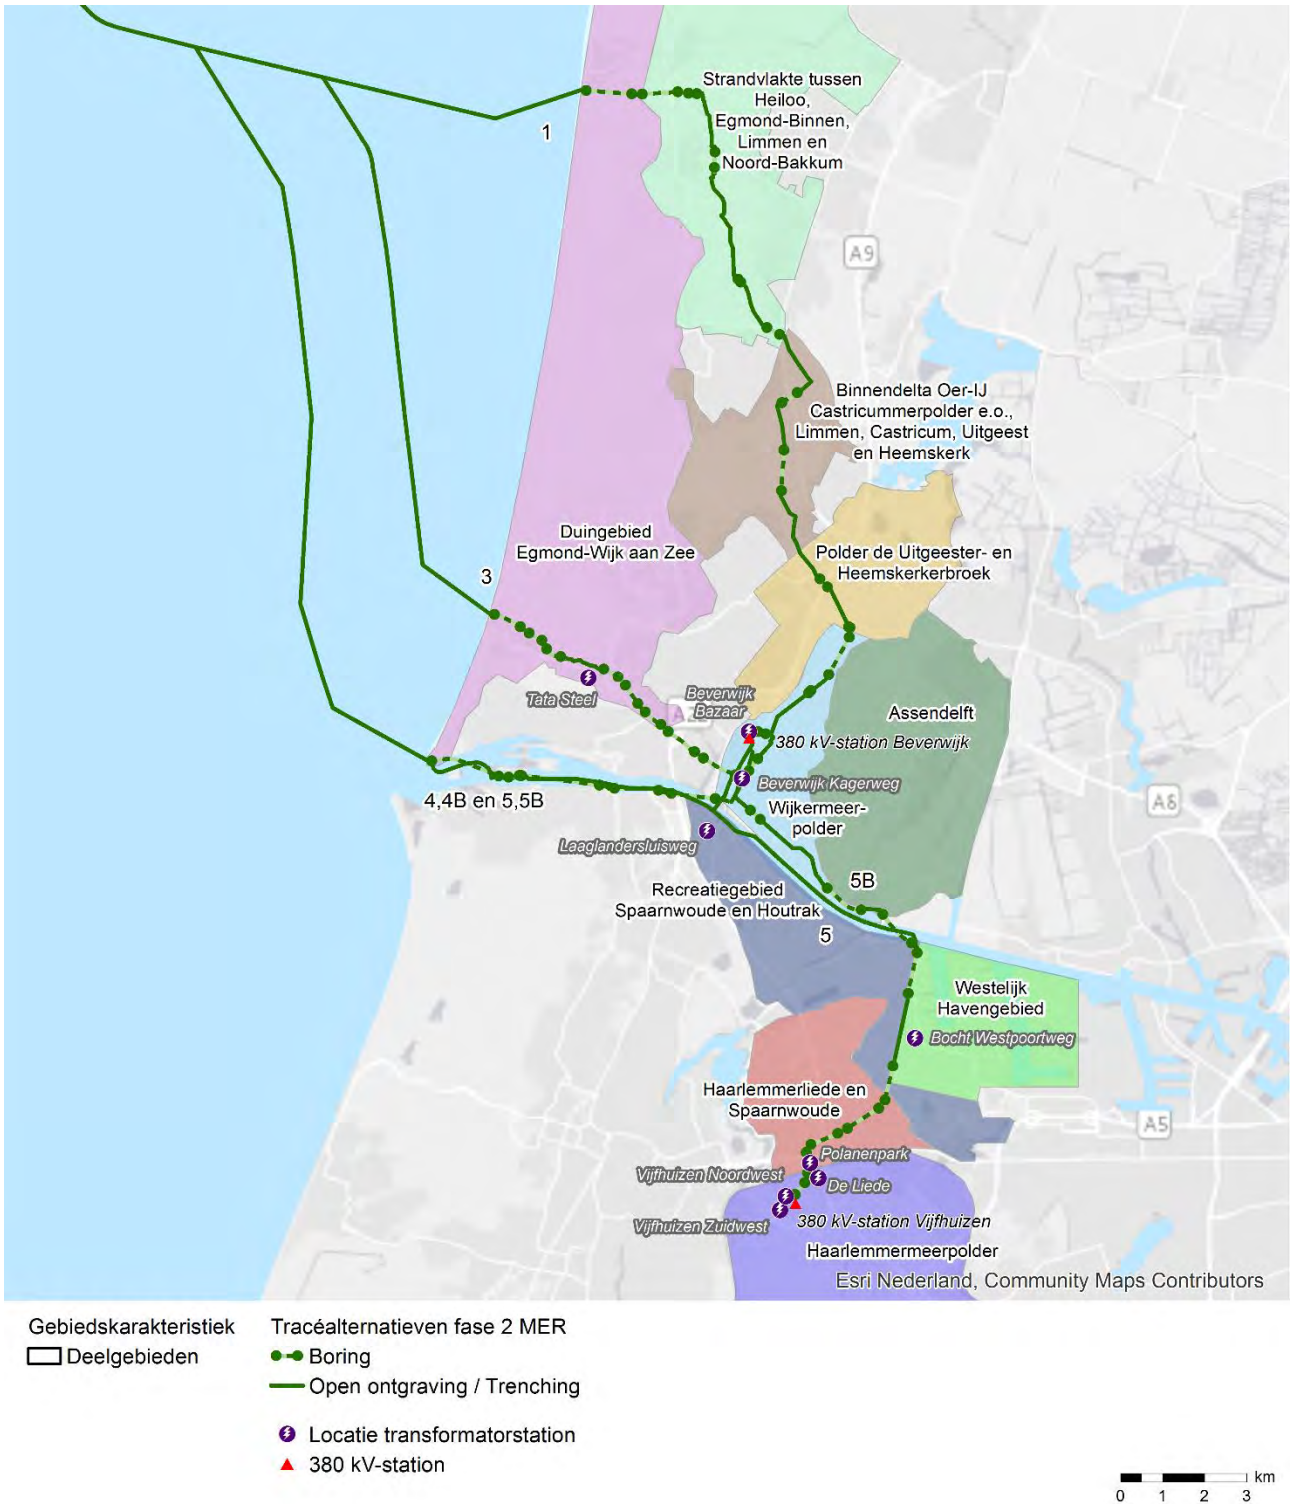 Strandvlakte tussen
Heiloo,
Egmond-Binnen,
Limmen en
Noord-Bakkum
1
A9
Binnendelta Oer-IJ
Castricummerpolder e.o.,
Limmen, Castricum, Uitgeest
en Heemskerk
Duingebied
Egmond-Wijk aan Zee
Polder de Uitgeester- en
Heemskerkerbroek
3
Tata Steel
Beverwijk
Bazaar
Assendelft
380 kV-station Beverwijk
Beverwijk Kagerweg
4,4B en 5,5B
Wijkermeer-
polder
A8
Laaglandersluisweg
Recreatiegebied
Spaarnwoude en Houtrak
5B
5
Westelijk
Havengebied
Bocht Westpoortweg
Haarlemmerliede en
Spaarnwoude
A5
Polanenpark
Vijfhuizen Noordwest
De Liede
Vijfhuizen Zuidwest
380 kV-station Vijfhuizen
Haarlemmermeerpolder
Esri Nederland, Community Maps Contributors
Gebiedskarakteristiek
Deelgebieden
Tracéalternatieven fase 2 MER
Boring
Open ontgraving / Trenching
Locatie transformatorstation
380 kV-station
km
0 1 2 3